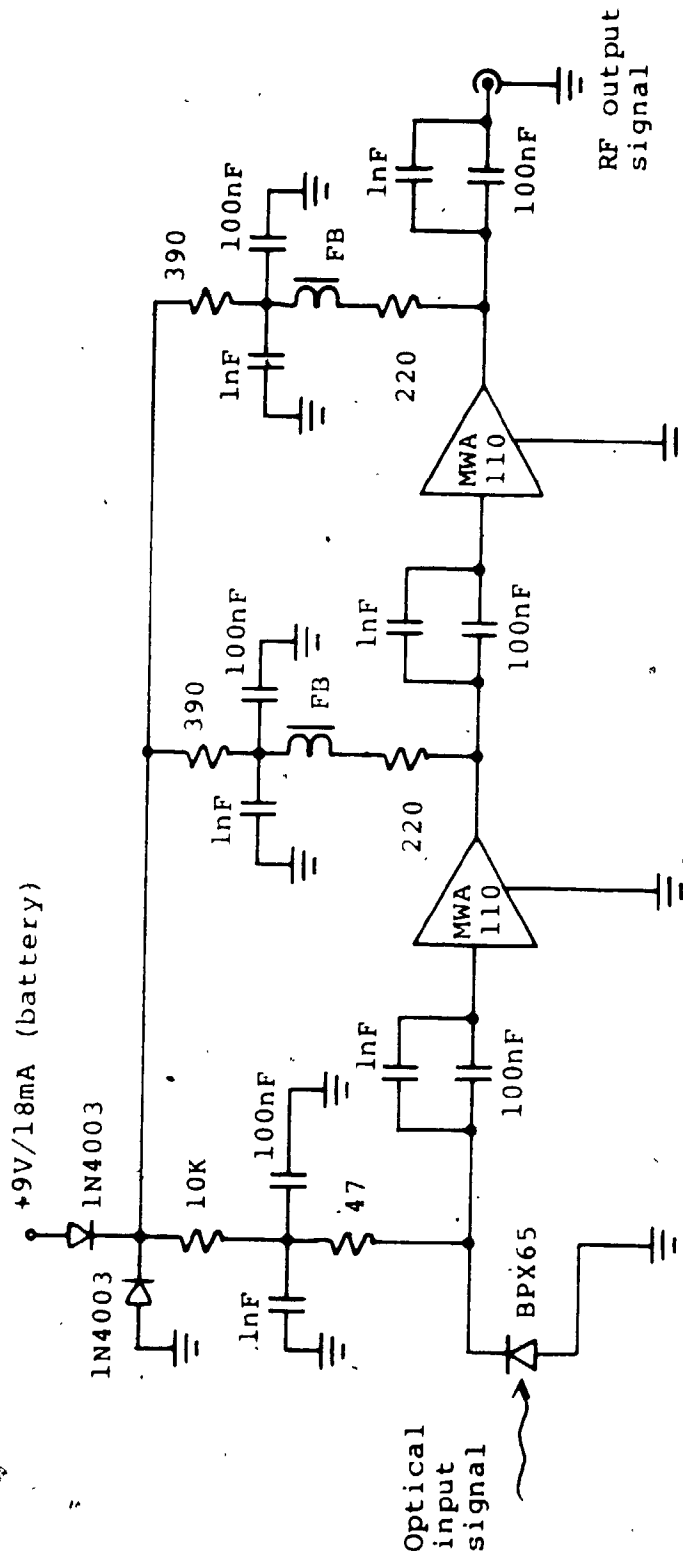 +9V/18mA (battery)
1N4003
1N4003
10K
1nF
100nF
47
390
1nF
100nF
FB
220
390
1nF
100nF
FB
220
Optical
input
signal
BPX65
1nF
100nF
MWA
110
1nF
100nF
MWA
110
1nF
100nF
RF output
signal